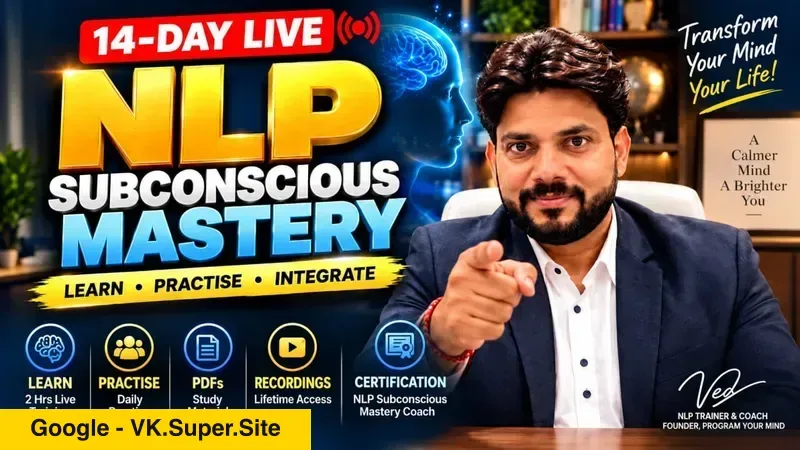 14-DAY LIVE
NLP
SUBCONSCIOUS
MASTERY
LEARN • PRACTISE • INTEGRATE
Transform
Your Mind
Your Life!
A
Calmer
Mind
A Brighter
You
LEARN
2 Hrs Live
PRACTISE
Daily
PDFs
Study
RECORDINGS
Lifetime Access
CERTIFICATION
NLP Subconscious
Mastery Coach
Ved
NLP TRAINER & COACH
FOUNDER, PROGRAM YOUR MIND
Google - VK.Super.Site